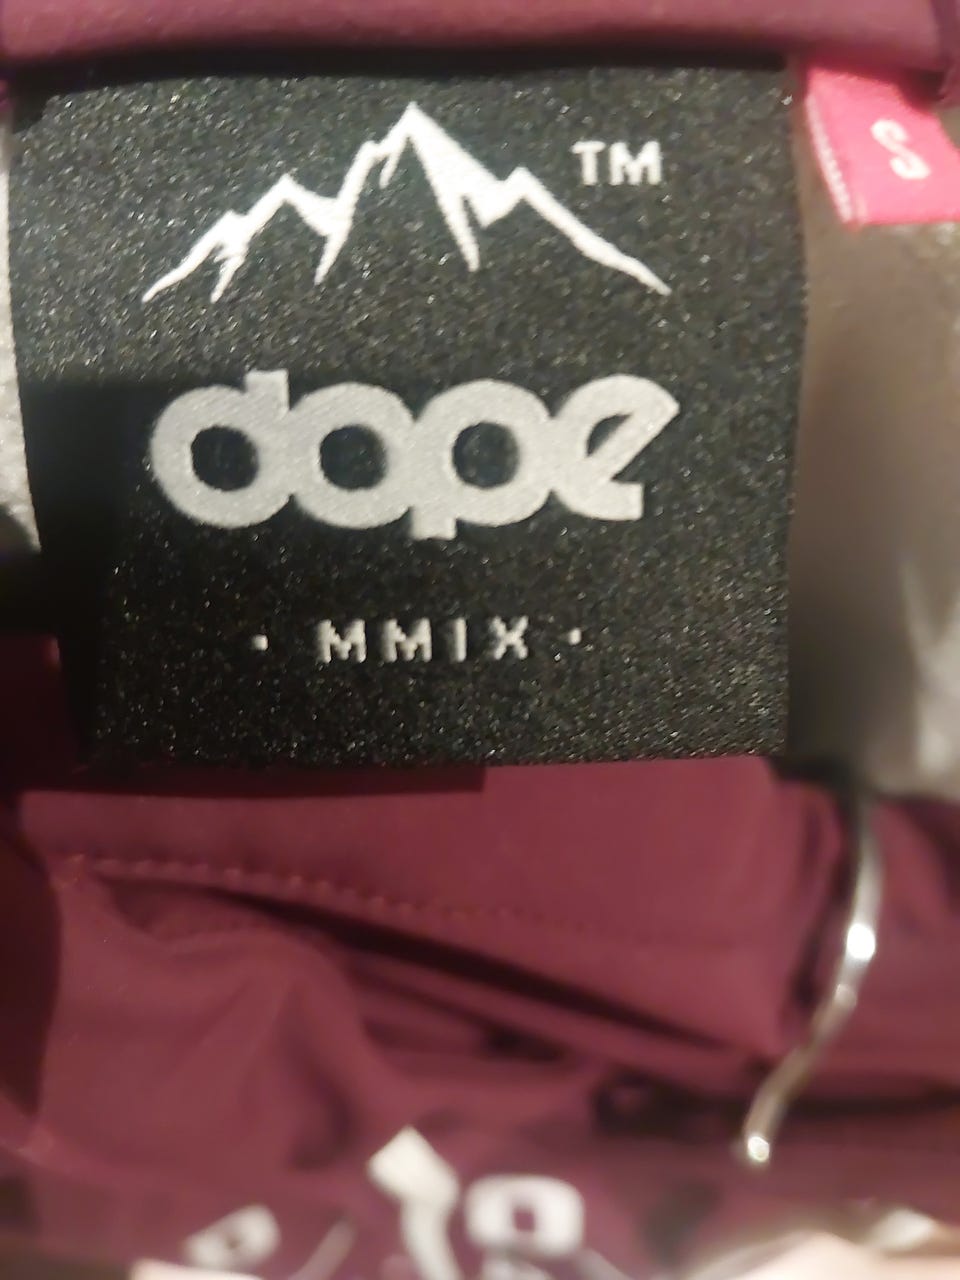 TM
S
dope
· MMIX ·